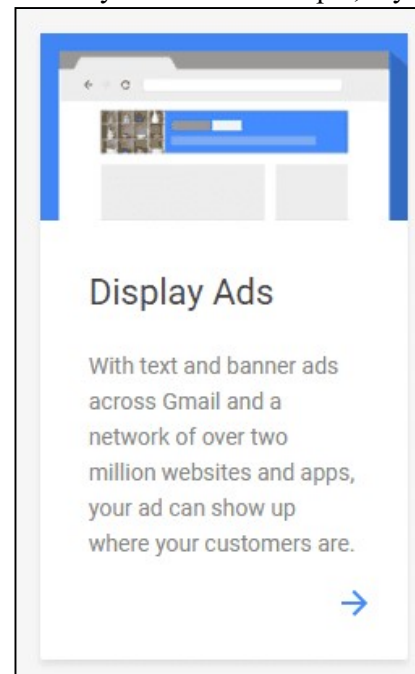 Display Ads
With text and banner ads
across Gmail and a
network of over two
million websites and apps,
your ad can show up
where your customers are.